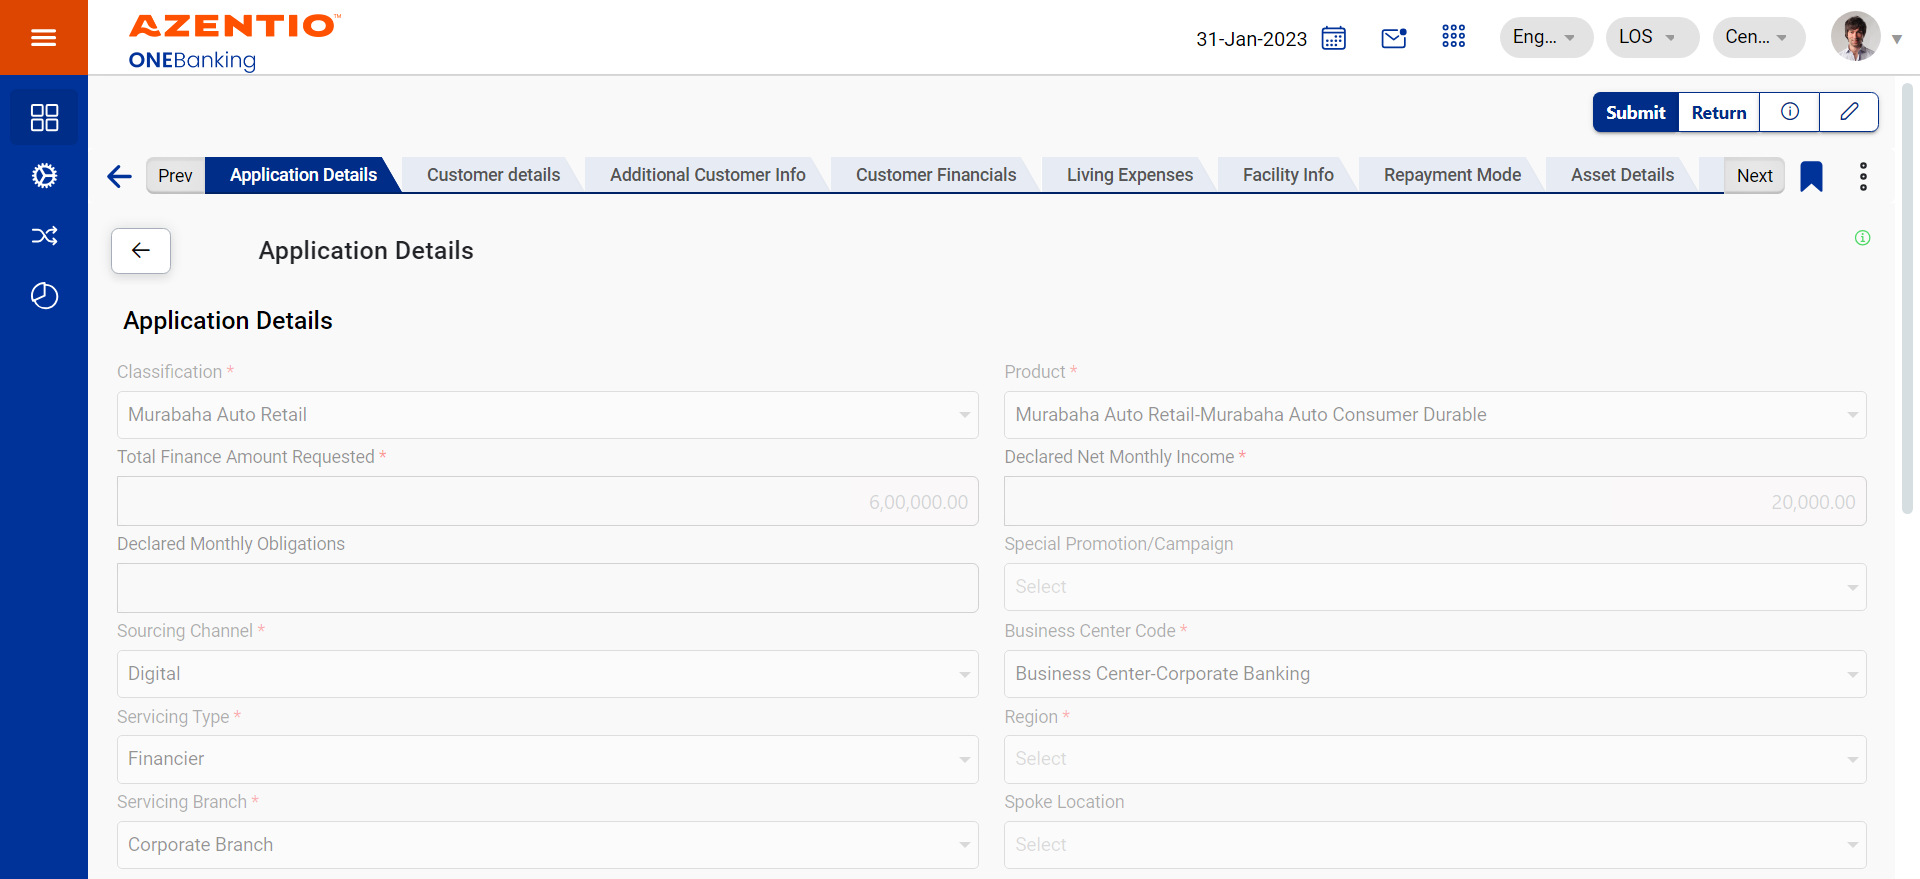 AZENTIO™
ONEBanking
31-Jan-2023
Eng...
LOS
Cen...
Submit
Return
Prev
Application Details
Customer details
Additional Customer Info
Customer Financials
Living Expenses
Facility Info
Repayment Mode
Asset Details
Next
Application Details
Application Details
Classification *
Product *
Murabaha Auto Retail
Murabaha Auto Retail-Murabaha Auto Consumer Durable
Total Finance Amount Requested *
Declared Net Monthly Income *
6,00,000.00
20,000.00
Declared Monthly Obligations
Special Promotion/Campaign
Select
Sourcing Channel *
Business Center Code *
Digital
Business Center-Corporate Banking
Servicing Type *
Region *
Financier
Select
Servicing Branch *
Spoke Location
Corporate Branch
Select